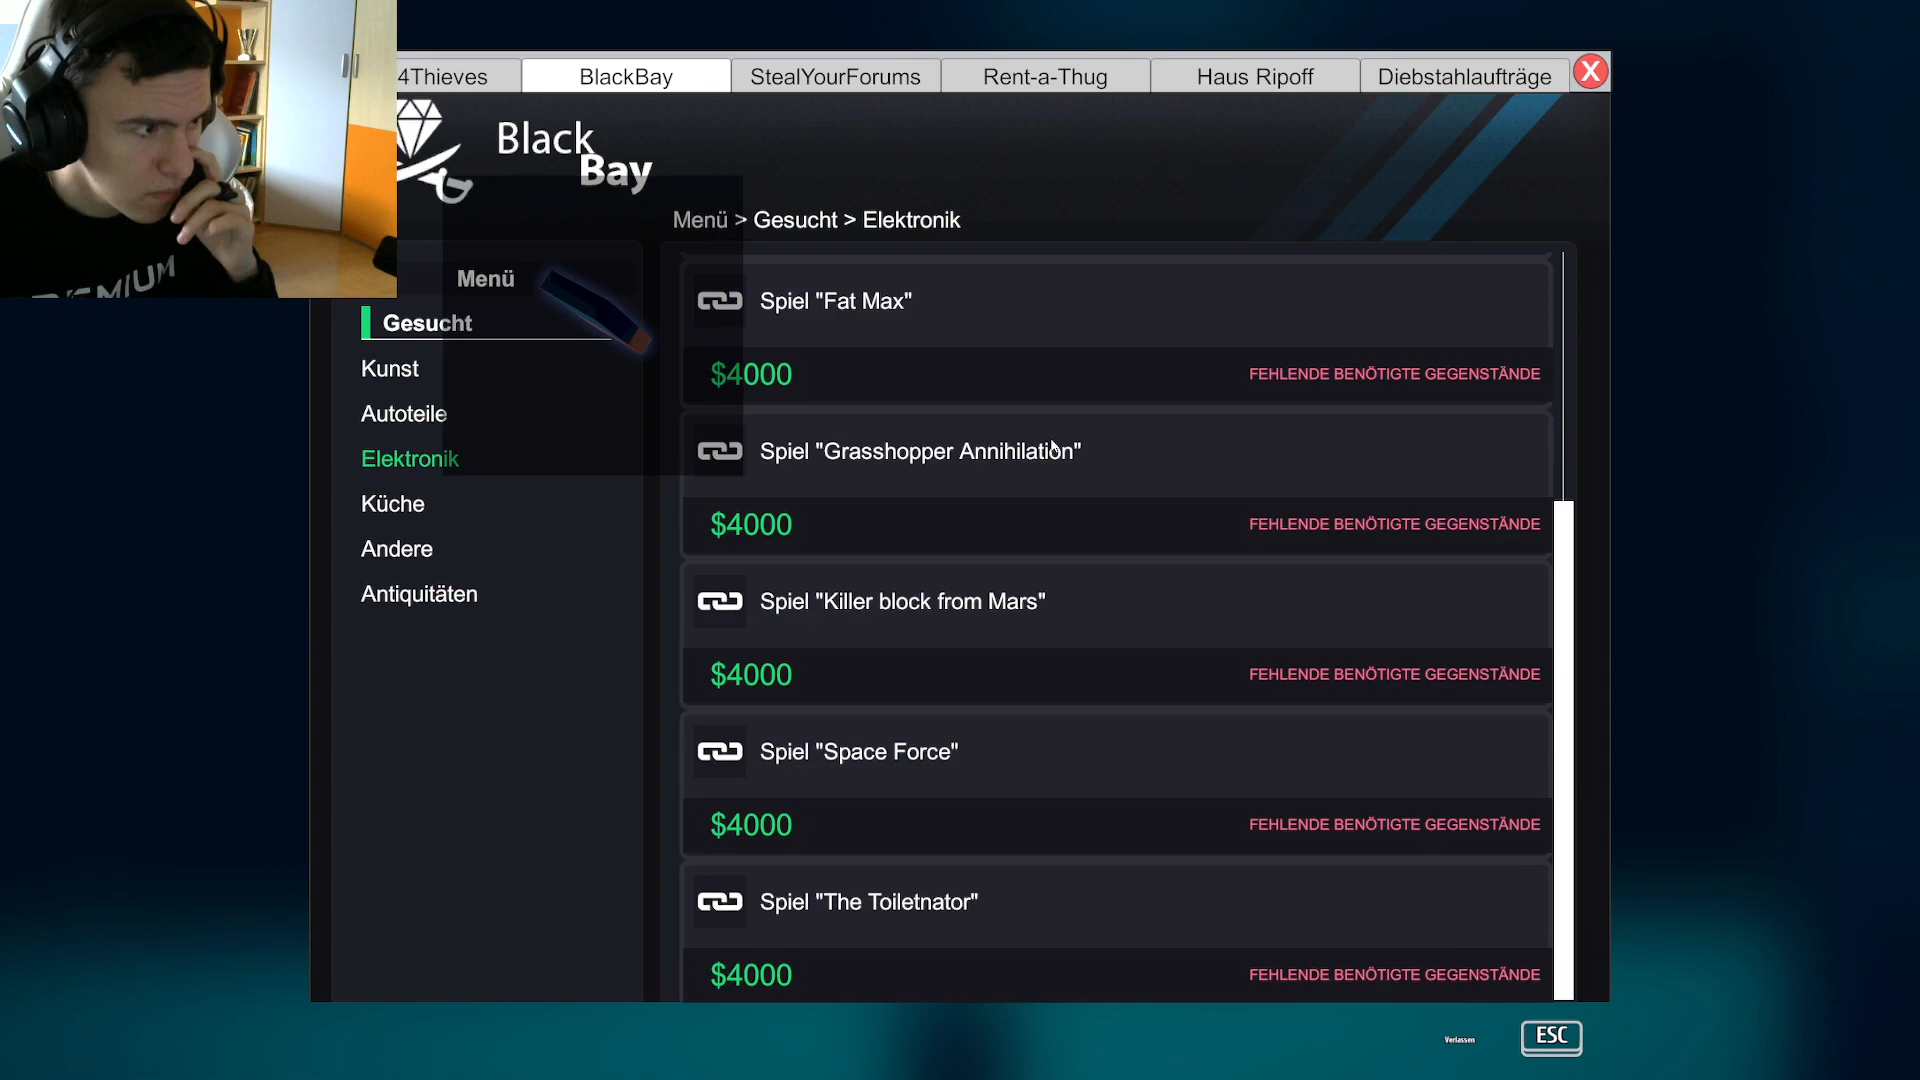 4Thieves
BlackBay
StealYourForums
Rent-a-Thug
Haus Ripoff
Diebstahlaufträge
X
Black
Bay
Menü > Gesucht > Elektronik
Menü
Gesucht
Kunst
Autoteile
Elektronik
Küche
Andere
Antiquitäten
Spiel "Fat Max"
$4000
FEHLENDE BENÖTIGTE GEGENSTÄNDE
Spiel "Grasshopper Annihilation"
$4000
FEHLENDE BENÖTIGTE GEGENSTÄNDE
Spiel "Killer block from Mars"
$4000
FEHLENDE BENÖTIGTE GEGENSTÄNDE
Spiel "Space Force"
$4000
FEHLENDE BENÖTIGTE GEGENSTÄNDE
Spiel "The Toiletnator"
$4000
FEHLENDE BENÖTIGTE GEGENSTÄNDE
Verlassen
ESC